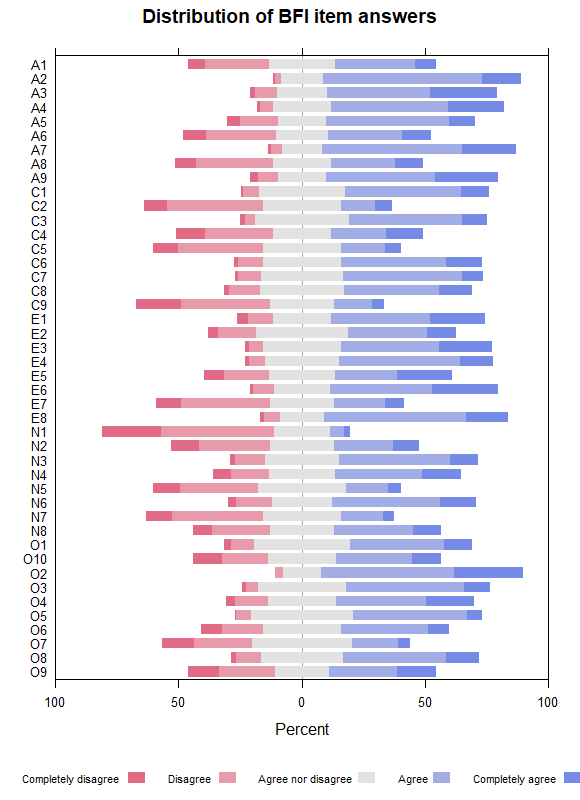 Distribution of BFI item answers
A1
A2
A3
A4
A5
A6
A7
A8
A9
C1
C2
C3
C4
C5
C6
C7
C8
C9
E1
E2
E3
E4
E5
E6
E7
E8
N1
N2
N3
N4
N5
N6
N7
N8
O1
O10
O2
O3
O4
O5
O6
O7
O8
O9
100 50 0 50 100
Percent
Completely disagree Disagree Agree nor disagree Agree Completely agree